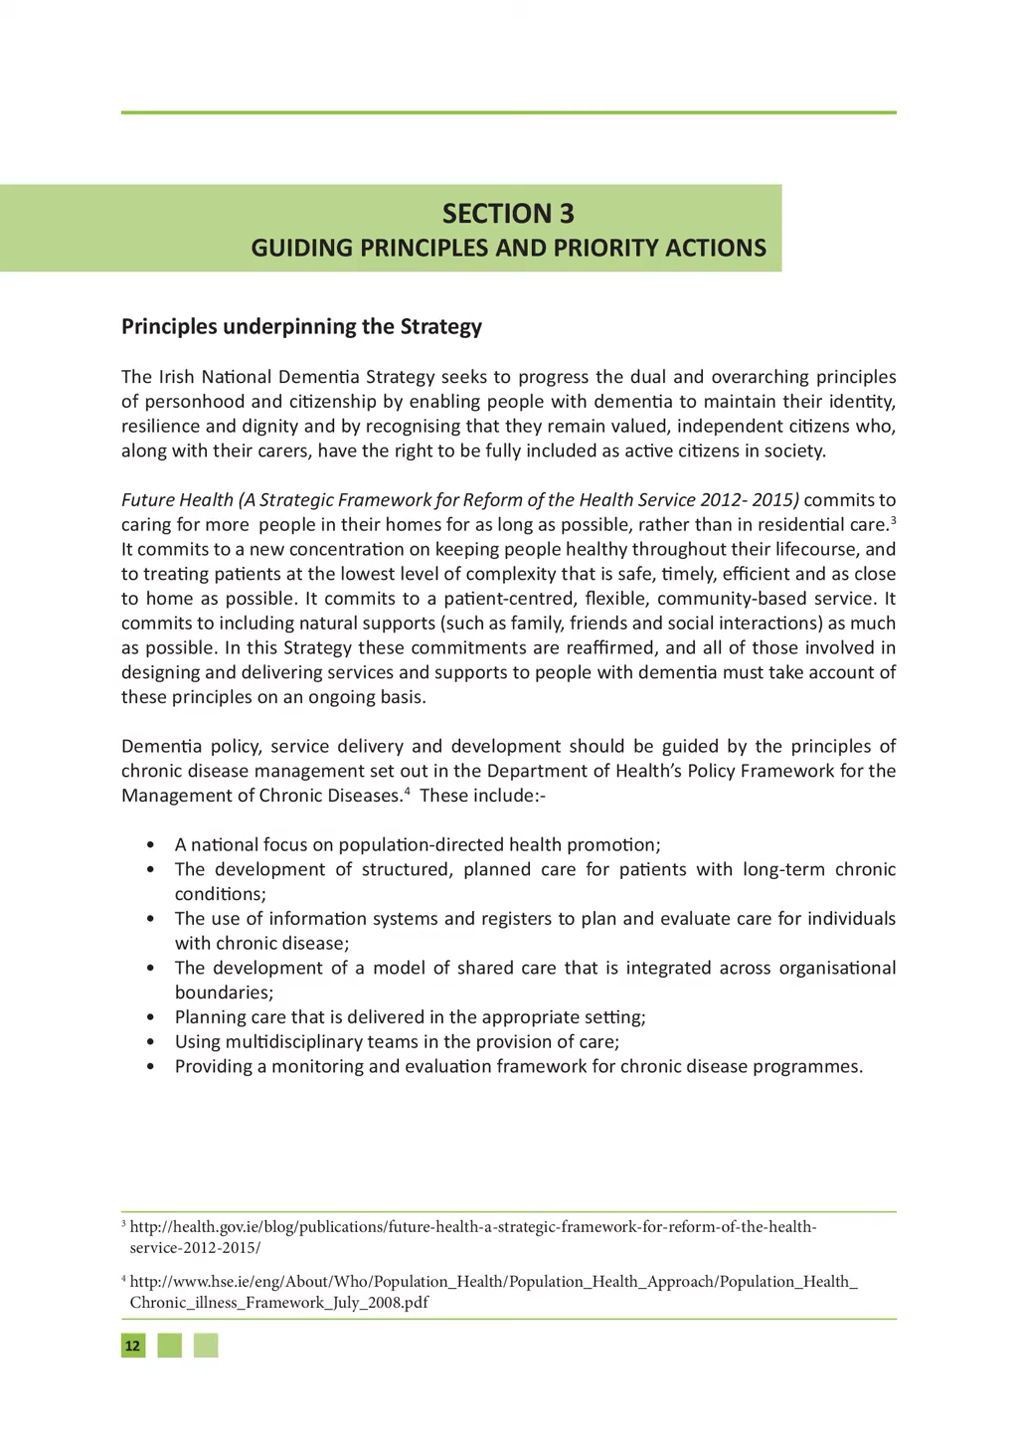 SECTION 3
GUIDING PRINCIPLES AND PRIORITY ACTIONS
Principles underpinning the Strategy
The Irish National Dementia Strategy seeks to progress the dual and overarching principles
of personhood and citizenship by enabling people with dementia to maintain their identity,
resilience and dignity and by recognising that they remain valued, independent citizens who,
along with their carers, have the right to be fully included as active citizens in society.
Future Health (A Strategic Framework for Reform of the Health Service 2012- 2015) commits to
caring for more  people in their homes for as long as possible, rather than in residential care.³
It commits to a new concentration on keeping people healthy throughout their lifecourse, and
to treating patients at the lowest level of complexity that is safe, timely, efficient and as close
to home as possible. It commits to a patient-centred, flexible, community-based service. It
commits to including natural supports (such as family, friends and social interactions) as much
as possible. In this Strategy these commitments are reaffirmed, and all of those involved in
designing and delivering services and supports to people with dementia must take account of
these principles on an ongoing basis.
Dementia policy, service delivery and development should be guided by the principles of
chronic disease management set out in the Department of Health’s Policy Framework for the
Management of Chronic Diseases.⁴  These include:-
• A national focus on population-directed health promotion;
• The development of structured, planned care for patients with long-term chronic
conditions;
• The use of information systems and registers to plan and evaluate care for individuals
with chronic disease;
• The development of a model of shared care that is integrated across organisational
boundaries;
• Planning care that is delivered in the appropriate setting;
• Using multidisciplinary teams in the provision of care;
• Providing a monitoring and evaluation framework for chronic disease programmes.
³ http://health.gov.ie/blog/publications/future-health-a-strategic-framework-for-reform-of-the-health-
service-2012-2015/
⁴ http://www.hse.ie/eng/About/Who/Population_Health/Population_Health_Approach/Population_Health_
Chronic_illness_Framework_July_2008.pdf
12